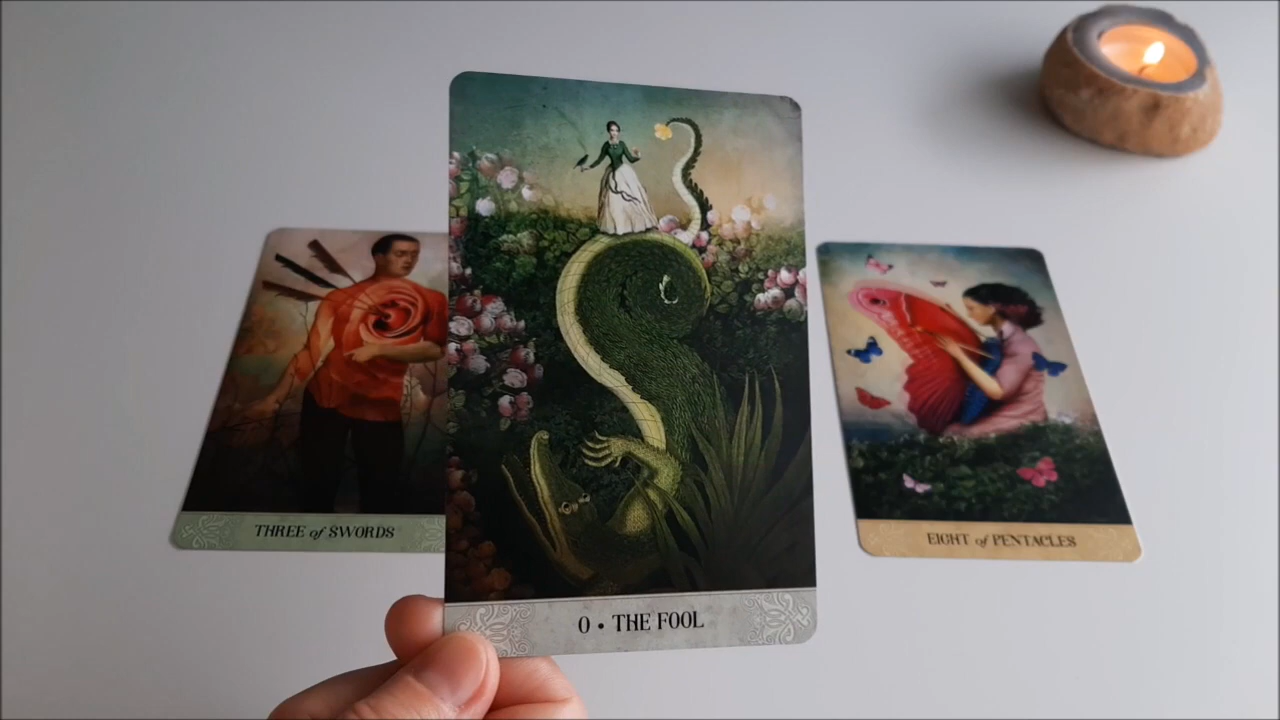 THREE of SWORDS
0 • THE FOOL
EIGHT of PENTACLES